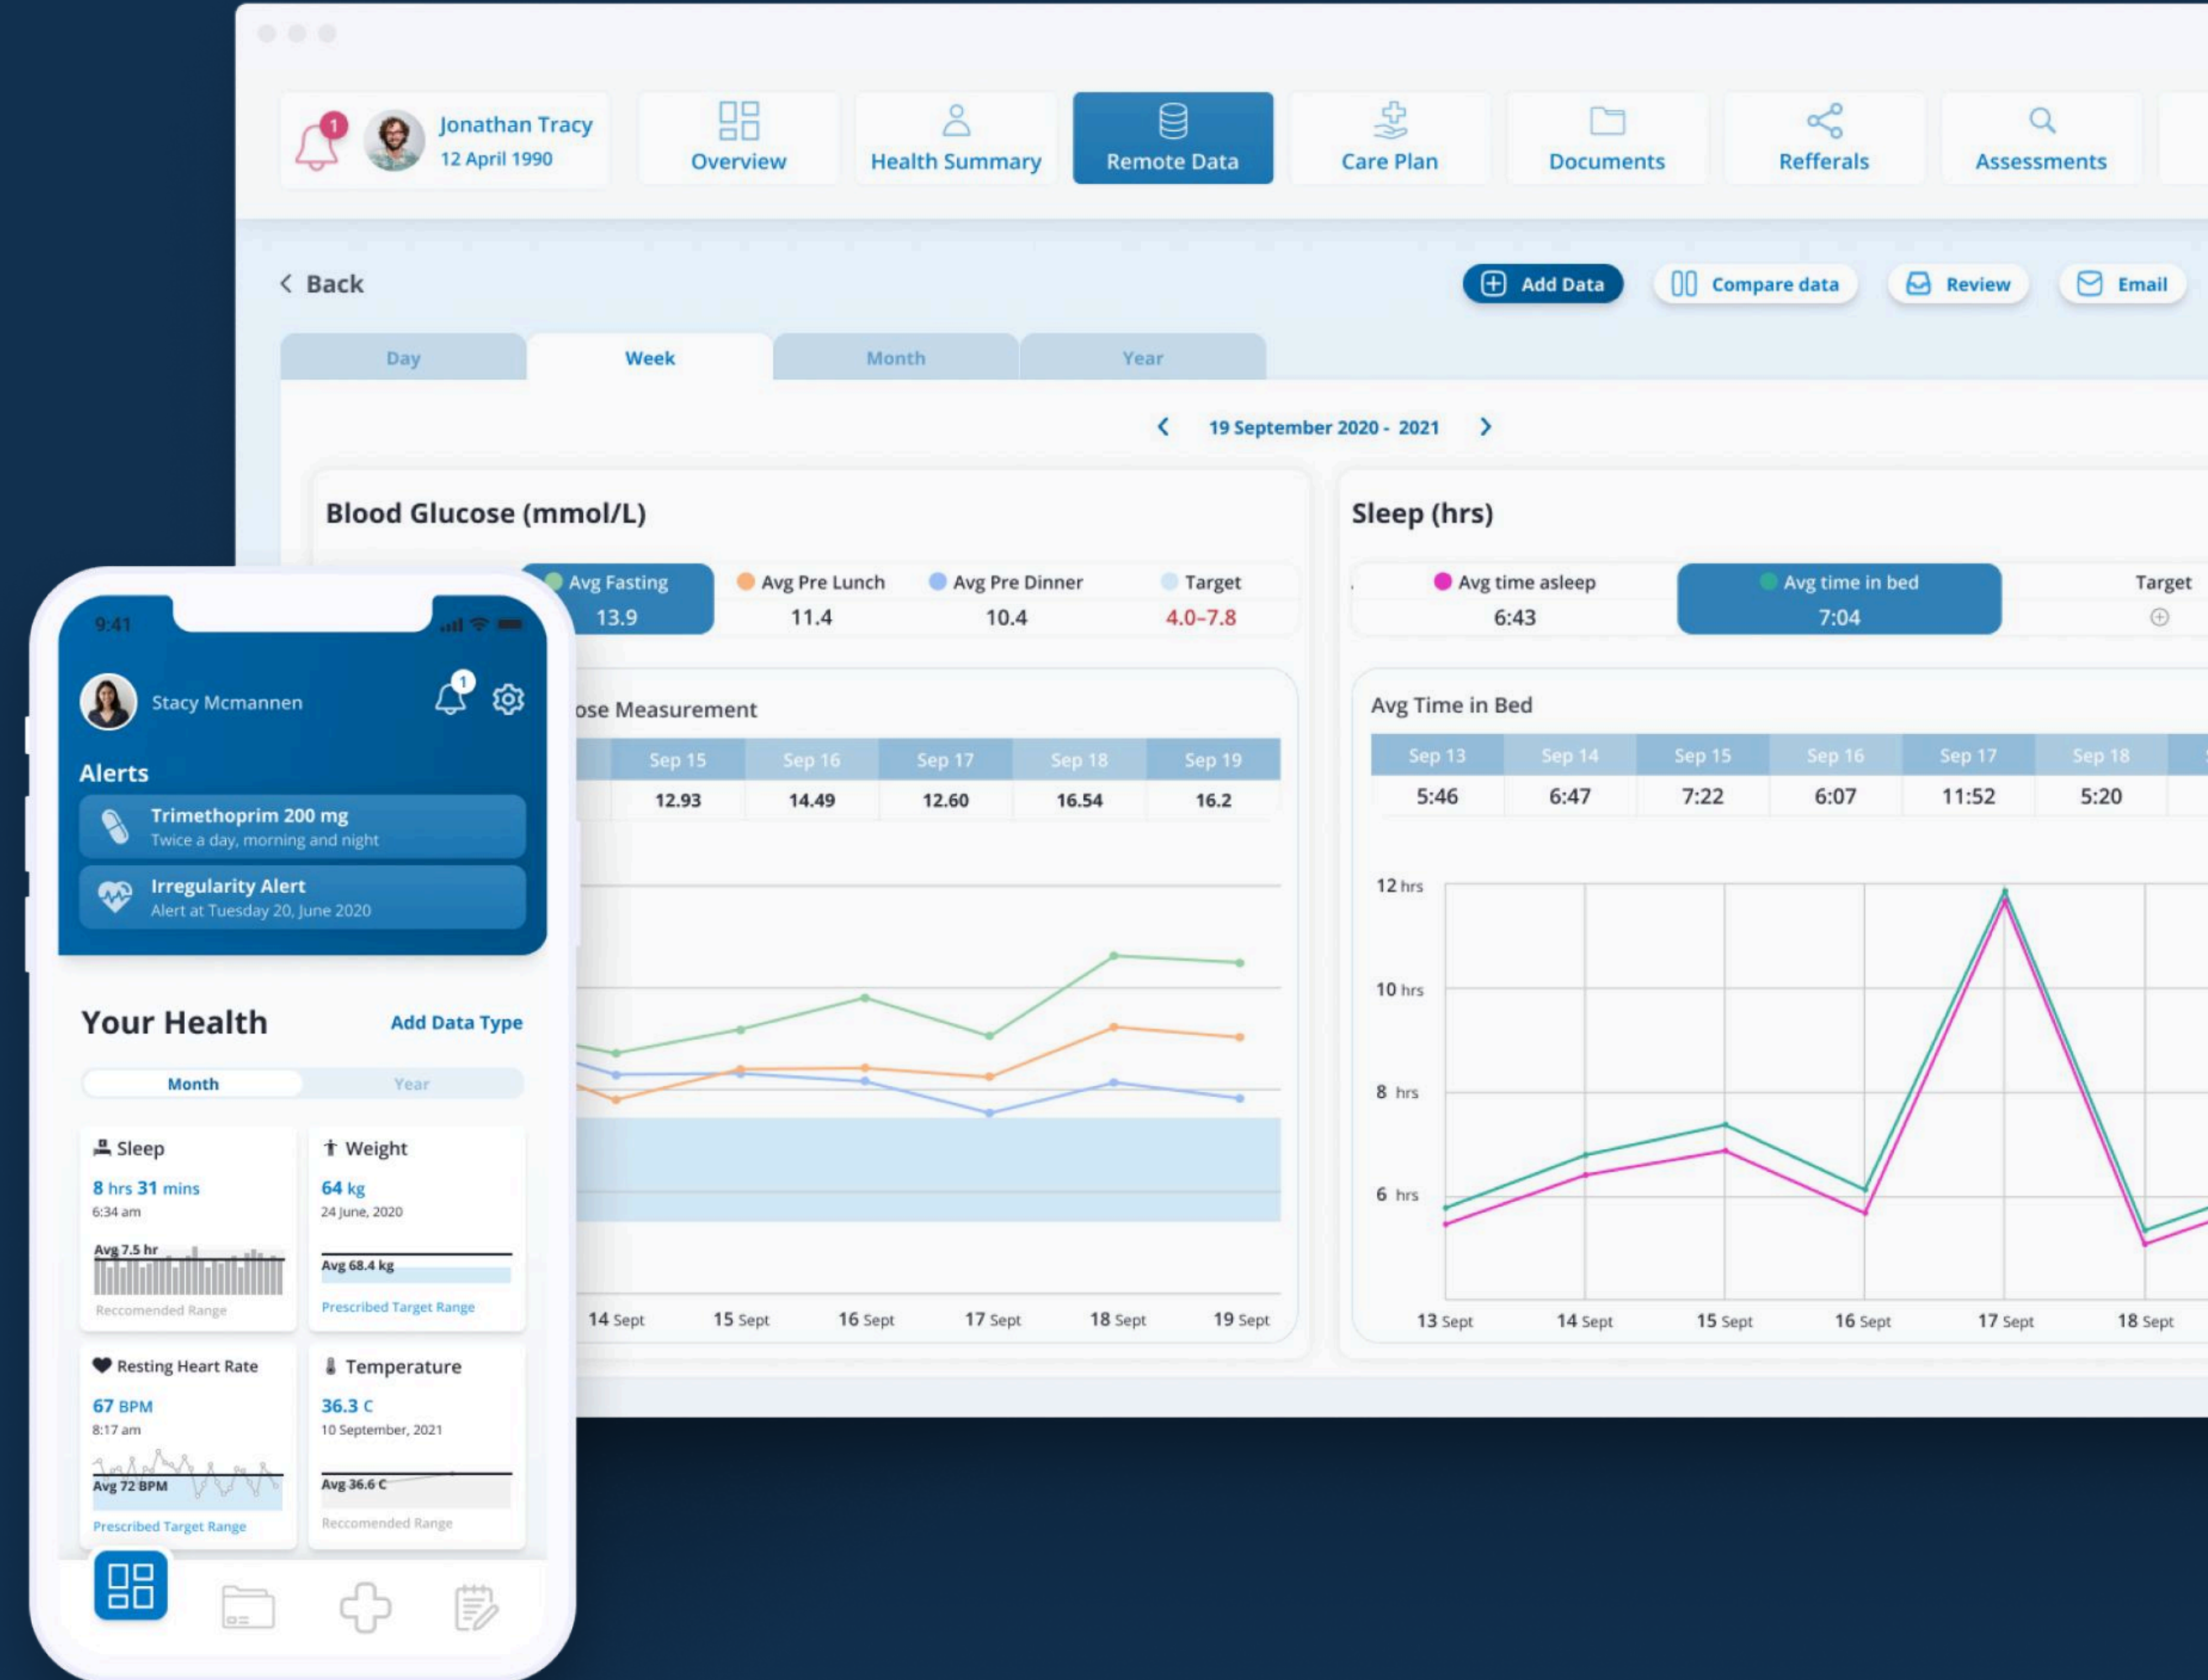 1
Jonathan Tracy
12 April 1990
Overview
Health Summary
Remote Data
Care Plan
Documents
Refferals
Assessments
< Back
Add Data
Compare data
Review
Email
Day
Week
Month
Year
19 September 2020 - 2021
Blood Glucose (mmol/L)
Avg Fasting
13.9
Avg Pre Lunch
11.4
Avg Pre Dinner
10.4
Target
4.0–7.8
ose Measurement
Sep 15 Sep 16 Sep 17 Sep 18 Sep 19
12.93 14.49 12.60 16.54 16.2
14 Sept 15 Sept 16 Sept 17 Sept 18 Sept 19 Sept
Sleep (hrs)
Avg time asleep
6:43
Avg time in bed
7:04
Target
Avg Time in Bed
Sep 13 Sep 14 Sep 15 Sep 16 Sep 17 Sep 18
5:46 6:47 7:22 6:07 11:52 5:20
12 hrs
10 hrs
8 hrs
6 hrs
13 Sept 14 Sept 15 Sept 16 Sept 17 Sept 18 Sept
9:41
Stacy Mcmannen
1
Alerts
Trimethoprim 200 mg
Twice a day, morning and night
Irregularity Alert
Alert at Tuesday 20, June 2020
Your Health
Add Data Type
Month
Year
Sleep
8 hrs 31 mins
6:34 am
Avg 7.5 hr
Reccomended Range
Weight
64 kg
24 June, 2020
Avg 68.4 kg
Prescribed Target Range
Resting Heart Rate
67 BPM
8:17 am
Avg 72 BPM
Prescribed Target Range
Temperature
36.3 C
10 September, 2021
Avg 36.6 C
Reccomended Range